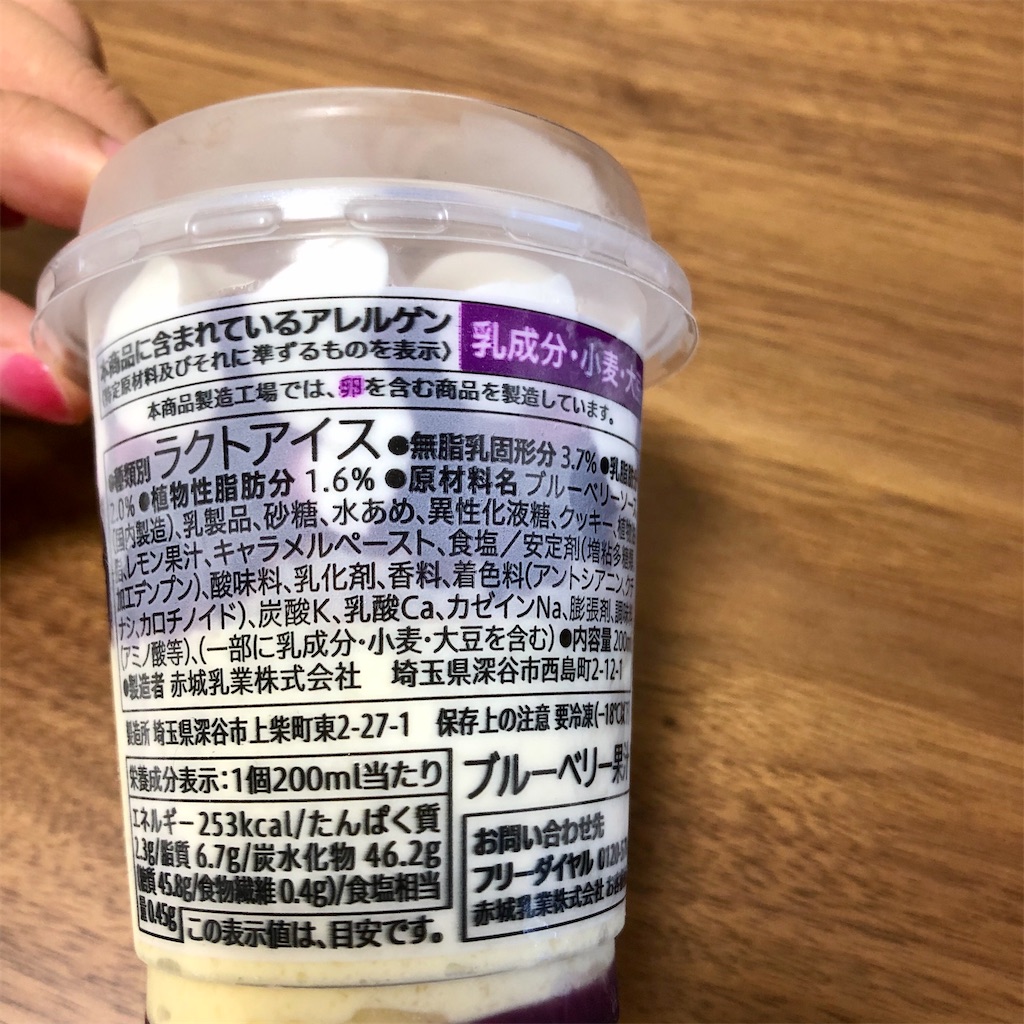 本商品に含まれているアレルゲン
(特定原材料及びそれに準ずるものを表示)
乳成分・小麦・大
本商品製造工場では、卵を含む商品を製造しています。
●種類別 ラクトアイス ●無脂乳固形分 3.7% ●乳脂肪分
2.0% ●植物性脂肪分 1.6% ●原材料名 ブルーベリーソー
(国内製造)、乳製品、砂糖、水あめ、異性化液糖、クッキー、植物
脂、レモン果汁、キャラメルペースト、食塩/安定剤(増粘多糖類、
加工デンプン)、酸味料、乳化剤、香料、着色料(アントシアニン、クチ
ナシ、カロチノイド)、炭酸K、乳酸Ca、カゼインNa、膨張剤、調味料
(アミノ酸等)、(一部に乳成分・小麦・大豆を含む) ●内容量 200m
●製造者 赤城乳業株式会社 埼玉県深谷市西島町2-12-1
製造所 埼玉県深谷市上柴町東2-27-1 保存上の注意 要冷凍(-18℃以下
栄養成分表示:1個200ml当たり
エネルギー 253kcal/たんぱく質
2.3g/脂質 6.7g/炭水化物 46.2g
(糖質 45.8g/食物繊維 0.4g)/食塩相当
量 0.45g
この表示値は、目安です。
ブルーベリー果汁
お問い合わせ先
フリーダイヤル 0120-57
赤城乳業株式会社 お客様